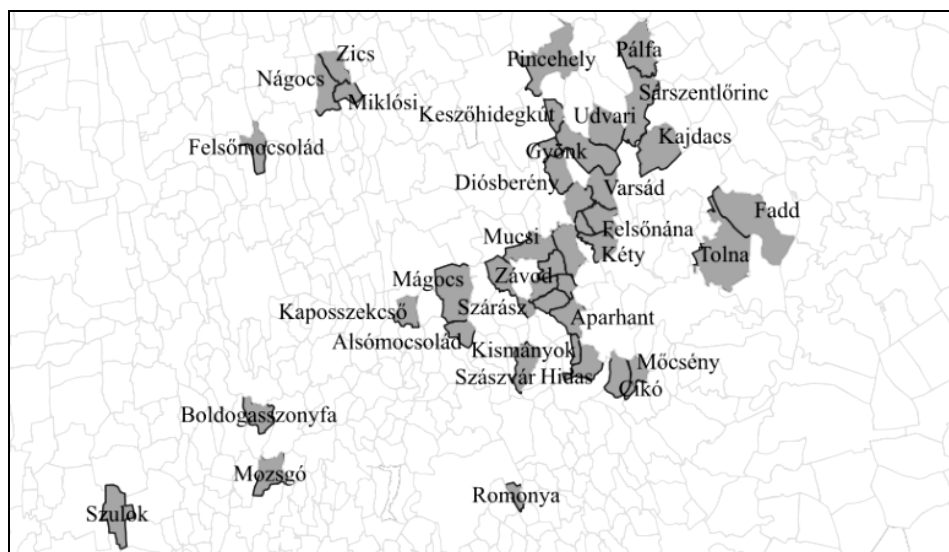 Zics
Pincehely
Pálfa
Nágocs
Miklósi
Sárszentlőrinc
Keszőhidegkút
Udvari
Kajdacs
Felsőmocsolád
Gyönk
Diósberény
Varsád
Fadd
Felsőnána
Mucsi
Kéty
Tolna
Mágocs
Závod
Kaposszekcső
Szárász
Aparhant
Alsómocsolád
Kismányok
Mőcsény
Szászvár
Hidas
Cikó
Boldogasszonyfa
Mozsgó
Romonya
Szulok